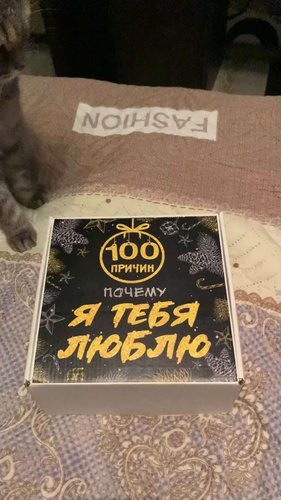 FASHION
100
ПРИЧИН
ПОЧЕМУ
Я ТЕБЯ
ЛЮБЛЮ